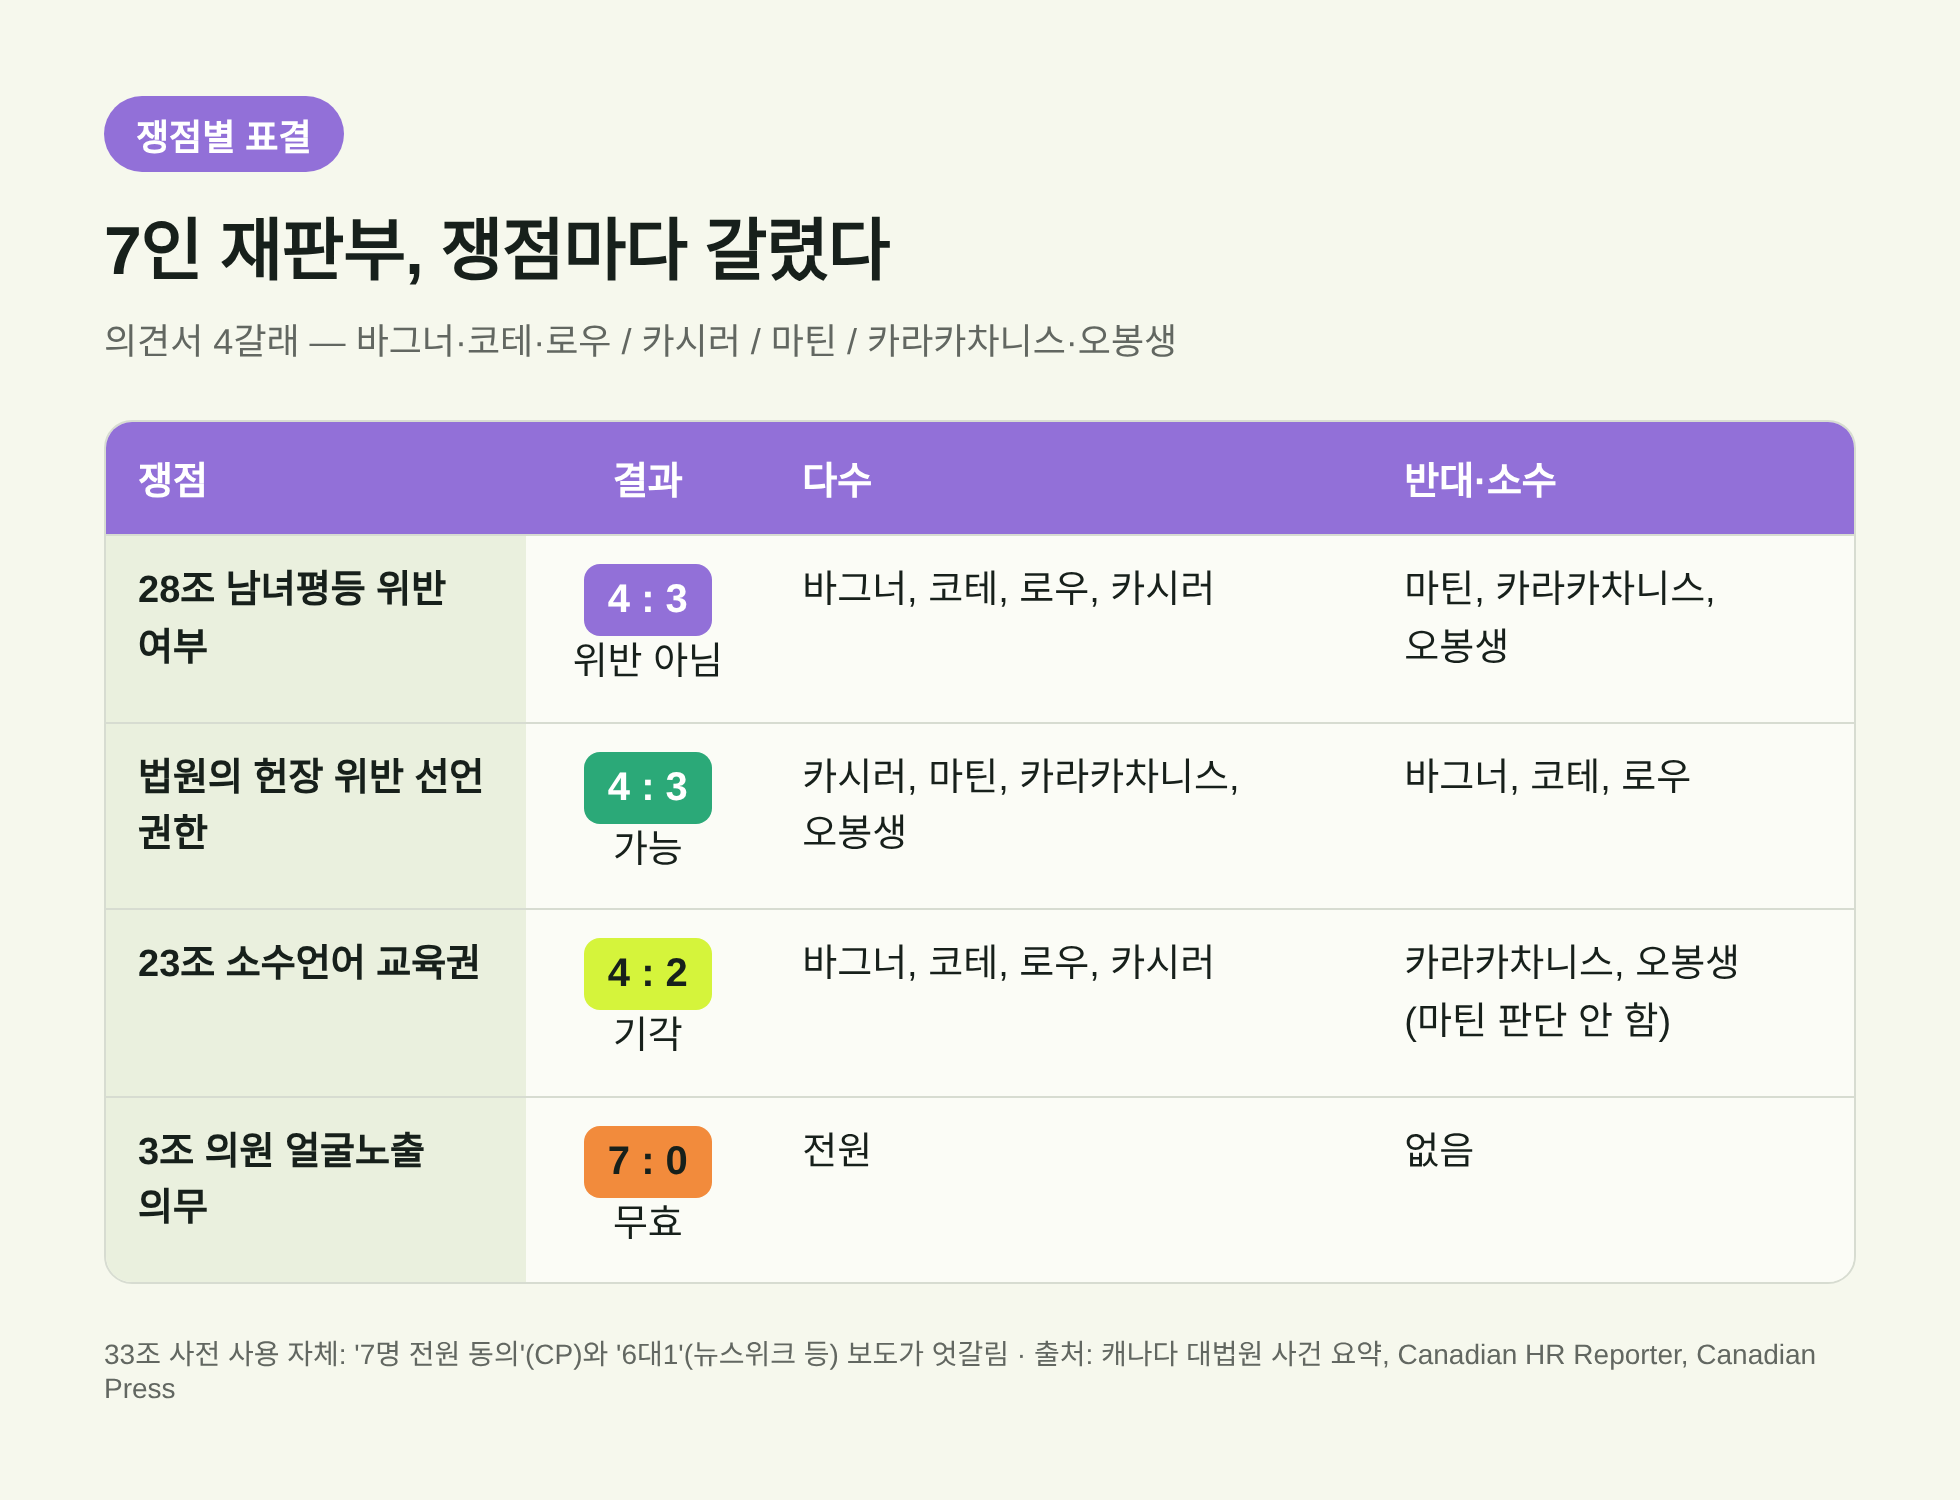 쟁점별 표결
7인 재판부, 쟁점마다 갈렸다
의견서 4갈래 — 바그너·코테·로우 / 카시러 / 마틴 / 카라카차니스·오봉생
쟁점 결과 다수 반대·소수
28조 남녀평등 위반
여부
4 : 3
위반 아님
바그너, 코테, 로우, 카시러
마틴, 카라카차니스,
오봉생
법원의 헌장 위반 선언
권한
4 : 3
가능
카시러, 마틴, 카라카차니스,
오봉생
바그너, 코테, 로우
23조 소수언어 교육권
4 : 2
기각
바그너, 코테, 로우, 카시러
카라카차니스, 오봉생
(마틴 판단 안 함)
3조 의원 얼굴노출
의무
7 : 0
무효
전원
없음
33조 사전 사용 자체: '7명 전원 동의'(CP)와 '6대1'(뉴스위크 등) 보도가 엇갈림 · 출처: 캐나다 대법원 사건 요약, Canadian HR Reporter, Canadian
Press